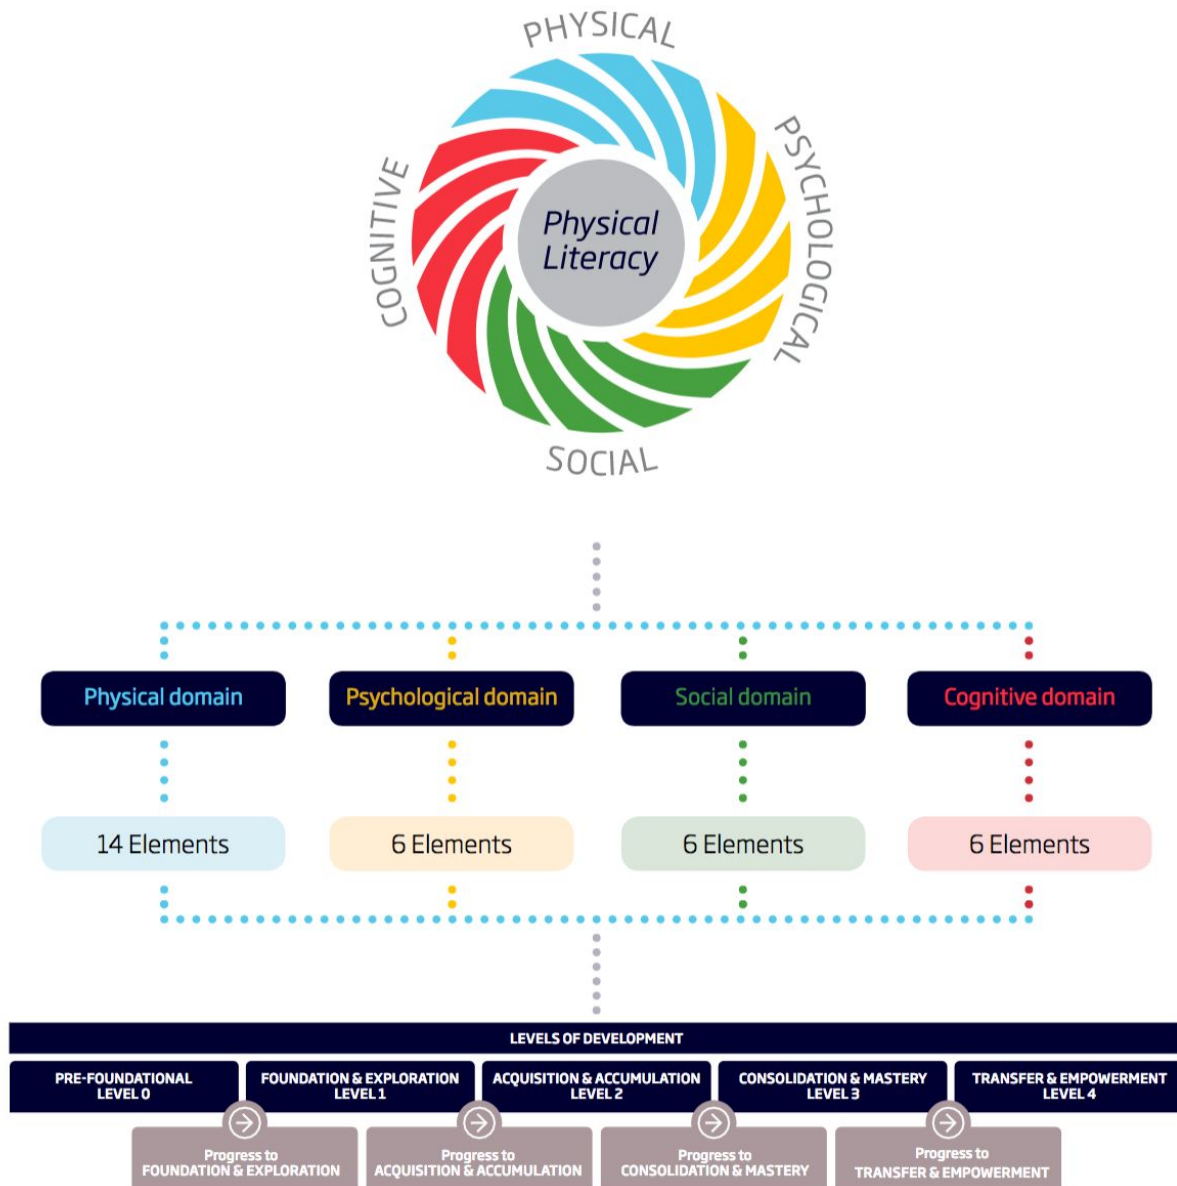 PHYSICAL
PSYCHOLOGICAL
COGNITIVE
Physical
Literacy
SOCIAL
Physical domain
Psychological domain
Social domain
Cognitive domain
14 Elements
6 Elements
6 Elements
6 Elements
LEVELS OF DEVELOPMENT
PRE-FOUNDATIONAL
LEVEL 0
FOUNDATION & EXPLORATION
LEVEL 1
ACQUISITION & ACCUMULATION
LEVEL 2
CONSOLIDATION & MASTERY
LEVEL 3
TRANSFER & EMPOWERMENT
LEVEL 4
Progress to
FOUNDATION & EXPLORATION
Progress to
ACQUISITION & ACCUMULATION
Progress to
CONSOLIDATION & MASTERY
Progress to
TRANSFER & EMPOWERMENT